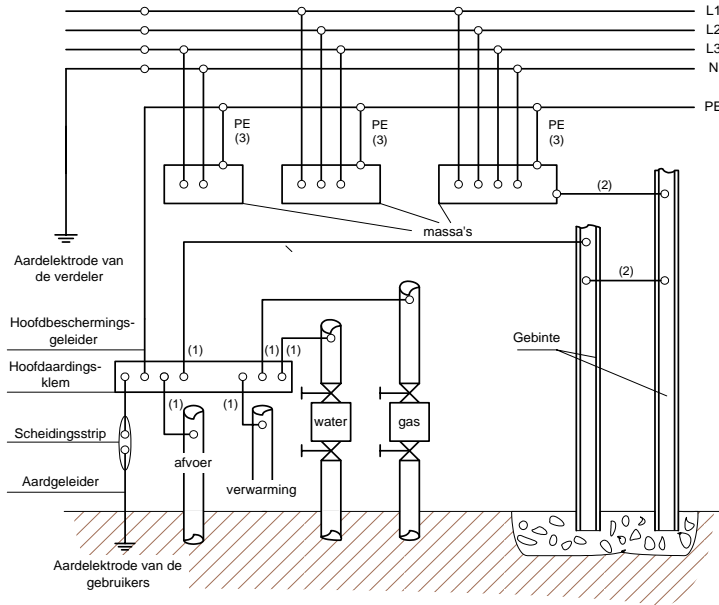 L1
L2
L3
N
PE
PE
(3)
PE
(3)
PE
(3)
(2)
massa's
Aardelektrode van
de verdeler
(2)
Hoofdbeschermings-
geleider
(1)
(1)
(1)
Gebinte
Hoofdaardings-
klem
(1)
(1)
water
gas
Scheidingsstrip
afvoer
Aardgeleider
verwarming
Aardelektrode van de
gebruikers